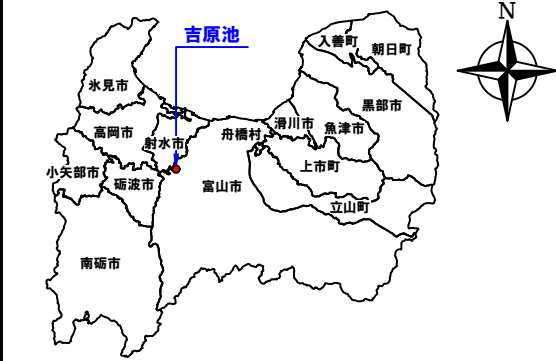 吉原池
N
入善町
朝日町
氷見市
黒部市
高岡市
射水市
舟橋村
滑川市
魚津市
小矢部市
砺波市
富山市
上市町
立山町
南砺市